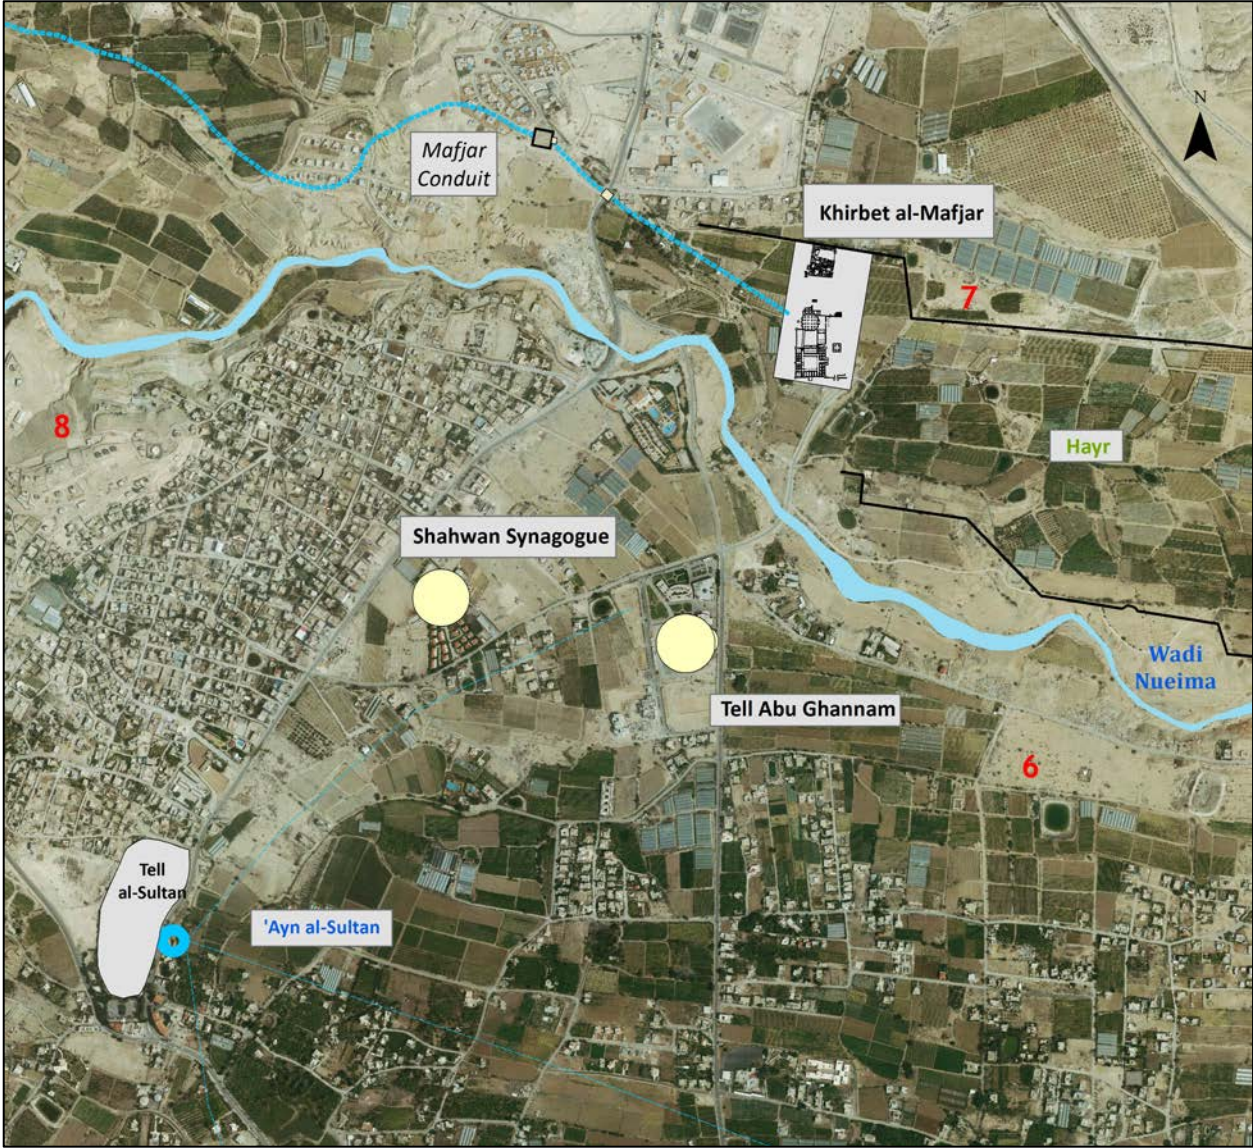 N
Mafjar
Conduit
Khirbet al-Mafjar
7
8
Hayr
Shahwan Synagogue
Wadi
Nueima
Tell Abu Ghannam
6
Tell
al-Sultan
'Ayn al-Sultan